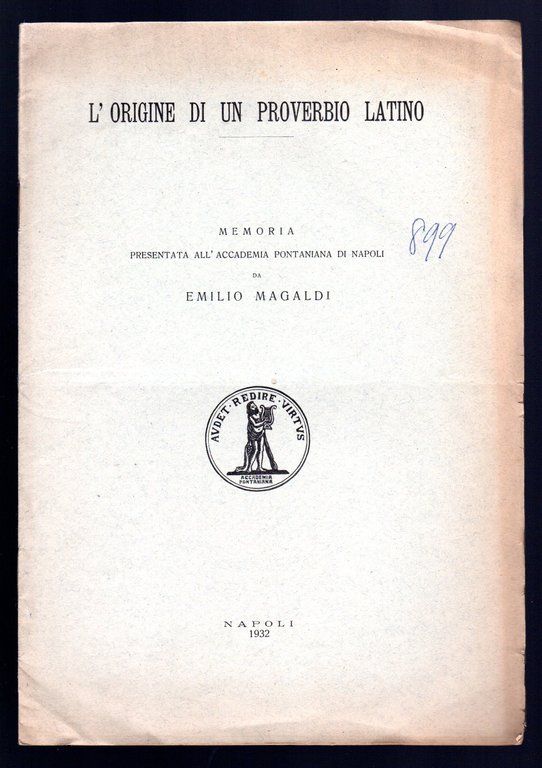 L' ORIGINE DI UN PROVERBIO LATINO
MEMORIA
PRESENTATA ALL' ACCADEMIA PONTANIANA DI NAPOLI
DA
EMILIO MAGALDI
899
AVDET · REDIRE · VIRTVS
ACCADEMIA
PONTANIANA
NAPOLI
1932